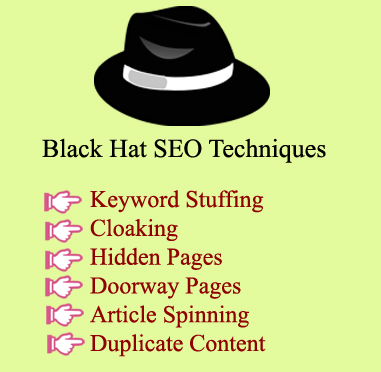 Black Hat SEO Techniques
Keyword Stuffing
Cloaking
Hidden Pages
Doorway Pages
Article Spinning
Duplicate Content